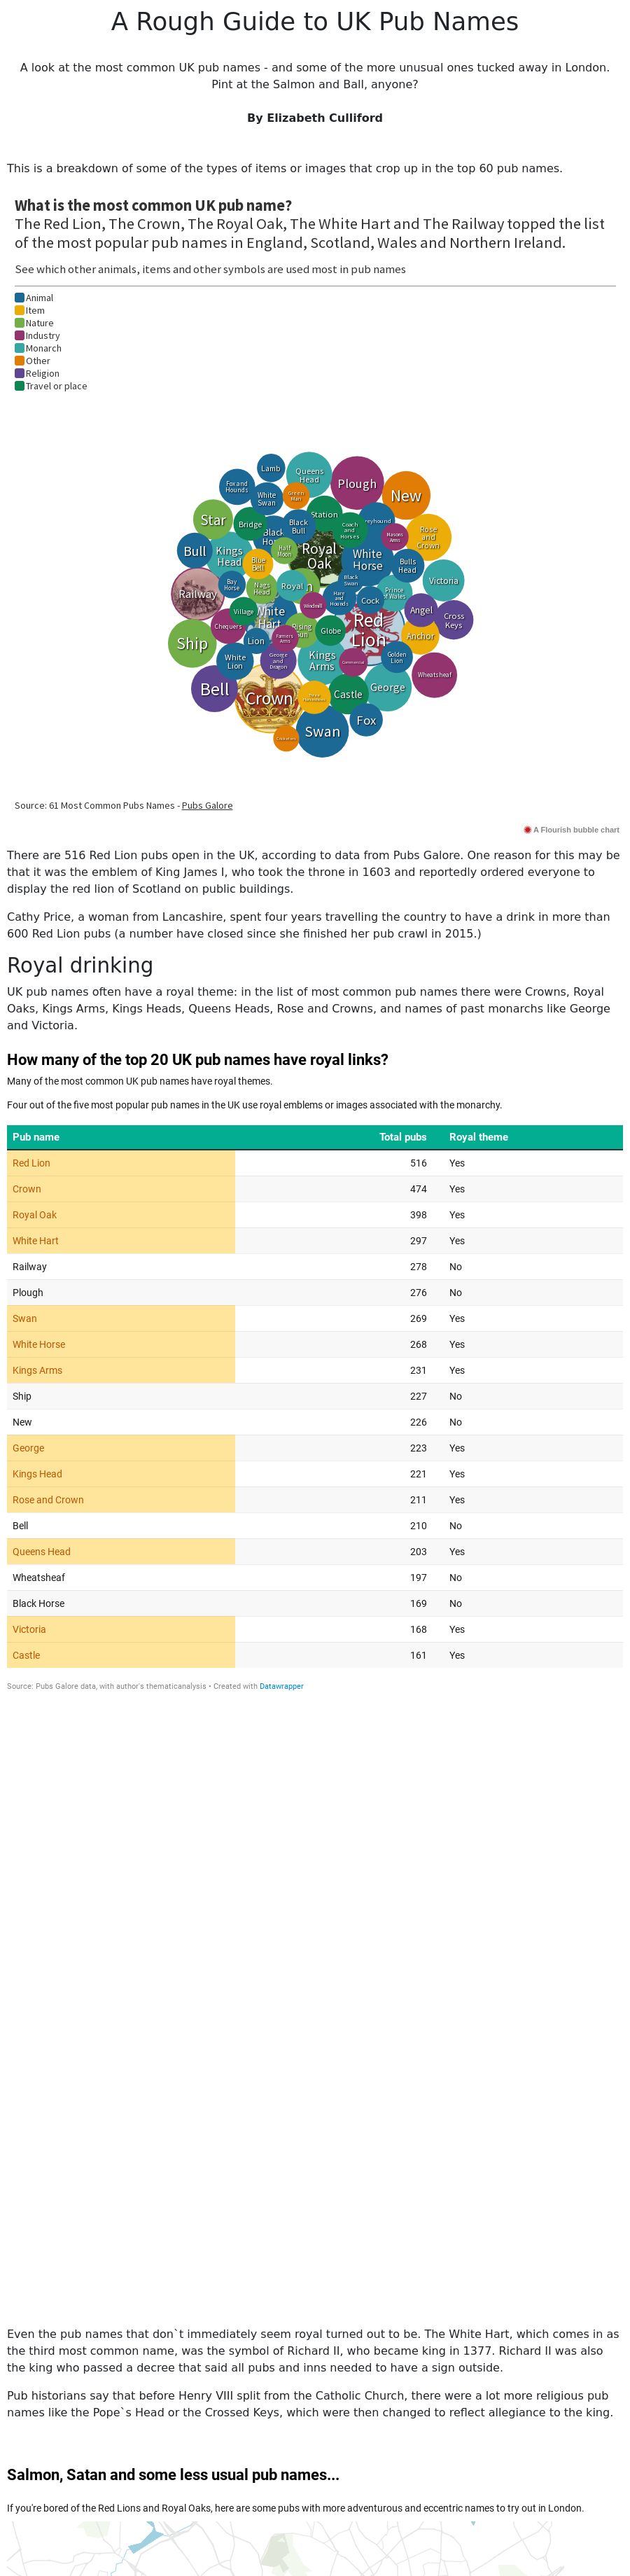 A Rough Guide to UK Pub Names
A look at the most common UK pub names - and some of the more unusual ones tucked away in London.
Pint at the Salmon and Ball, anyone?
By Elizabeth Culliford
This is a breakdown of some of the types of items or images that crop up in the top 60 pub names.
What is the most common UK pub name?
The Red Lion, The Crown, The Royal Oak, The White Hart and The Railway topped the list
of the most popular pub names in England, Scotland, Wales and Northern Ireland.
See which other animals, items and other symbols are used most in pub names
Animal
Item
Nature
Industry
Monarch
Other
Religion
Travel or place
Lamb
Queens
Head
Plough
Fox and
Hounds
White
Swan
Green
Man
New
Star
Bridge
Station
Black
Bull
Coach
and
Horses
Masons
Arms
Rose
and
Crown
Bull
Kings
Head
Blue
Bell
Half
Moon
Royal
Oak
White
Horse
Bulls
Head
Victoria
Railway
Bay
Horse
Nags
Head
Royal
Black
Swan
Hare
and
Hounds
Cock
Prince
of Wales
Angel
Cross
Keys
Village
White
Hart
Windmill
Chequers
Ship
Lion
Farmers
Arms
Rising
Sun
Globe
Red
Lion
Anchor
White
Lion
George
and
Dragon
Kings
Arms
Commercial
Golden
Lion
Wheatsheaf
Bell
Crown
Castle
George
Swan
Fox
Source: 61 Most Common Pubs Names - Pubs Galore
A Flourish bubble chart
There are 516 Red Lion pubs open in the UK, according to data from Pubs Galore. One reason for this may be
that it was the emblem of King James I, who took the throne in 1603 and reportedly ordered everyone to
display the red lion of Scotland on public buildings.
Cathy Price, a woman from Lancashire, spent four years travelling the country to have a drink in more than
600 Red Lion pubs (a number have closed since she finished her pub crawl in 2015.)
Royal drinking
UK pub names often have a royal theme: in the list of most common pub names there were Crowns, Royal
Oaks, Kings Arms, Kings Heads, Queens Heads, Rose and Crowns, and names of past monarchs like George
and Victoria.
How many of the top 20 UK pub names have royal links?
Many of the most common UK pub names have royal themes.
Four out of the five most popular pub names in the UK use royal emblems or images associated with the monarchy.
Pub name Total pubs Royal theme
Red Lion 516 Yes
Crown 474 Yes
Royal Oak 398 Yes
White Hart 297 Yes
Railway 278 No
Plough 276 No
Swan 269 Yes
White Horse 268 Yes
Kings Arms 231 Yes
Ship 227 No
New 226 No
George 223 Yes
Kings Head 221 Yes
Rose and Crown 211 Yes
Bell 210 No
Queens Head 203 Yes
Wheatsheaf 197 No
Black Horse 169 No
Victoria 168 Yes
Castle 161 Yes
Source: Pubs Galore data, with author's thematicanalysis • Created with Datawrapper
Even the pub names that don`t immediately seem royal turned out to be. The White Hart, which comes in as
the third most common name, was the symbol of Richard II, who became king in 1377. Richard II was also
the king who passed a decree that said all pubs and inns needed to have a sign outside.
Pub historians say that before Henry VIII split from the Catholic Church, there were a lot more religious pub
names like the Pope`s Head or the Crossed Keys, which were then changed to reflect allegiance to the king.
Salmon, Satan and some less usual pub names...
If you're bored of the Red Lions and Royal Oaks, here are some pubs with more adventurous and eccentric names to try out in London.